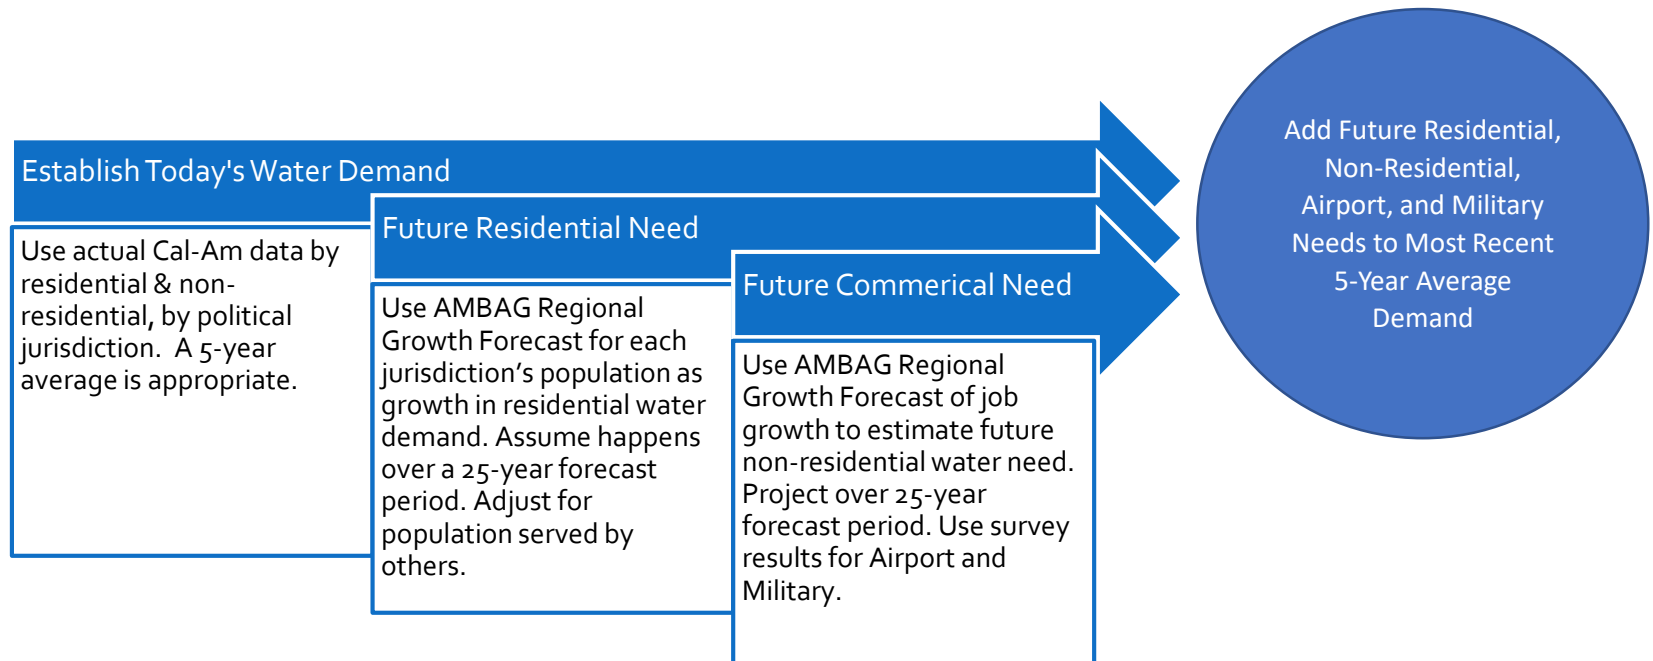 Establish Today's Water Demand
Use actual Cal-Am data by
residential & non-
residential, by political
jurisdiction.  A 5-year
average is appropriate.
Future Residential Need
Use AMBAG Regional
Growth Forecast for each
jurisdiction’s population as
growth in residential water
demand. Assume happens
over a 25-year forecast
period. Adjust for
population served by
others.
Future Commerical Need
Use AMBAG Regional
Growth Forecast of job
growth to estimate future
non-residential water need.
Project over 25-year
forecast period. Use survey
results for Airport and
Military.
Add Future Residential,
Non-Residential,
Airport, and Military
Needs to Most Recent
5-Year Average
Demand